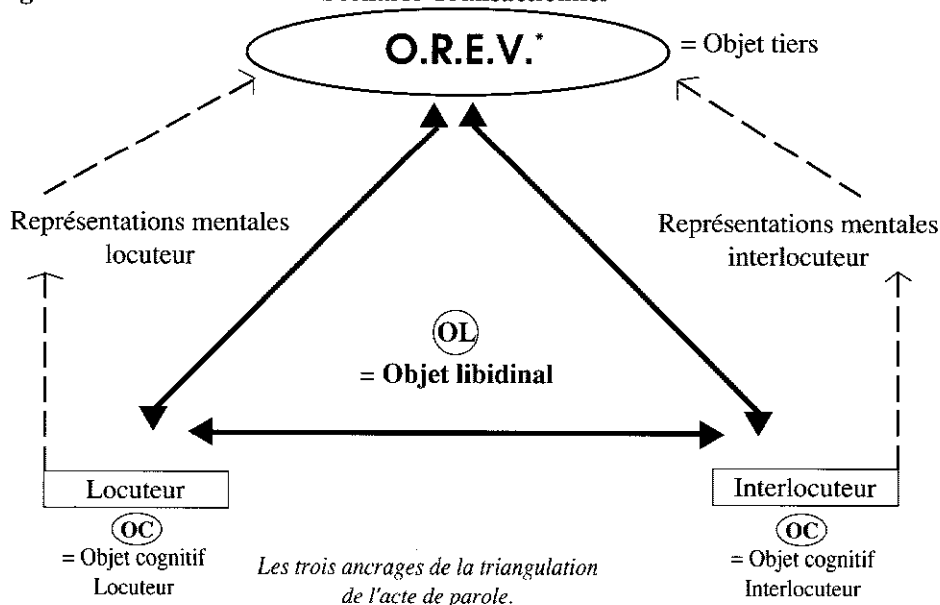 O.R.E.V.*
= Objet tiers
Représentations mentales
locuteur
Représentations mentales
interlocuteur
OL
= Objet libidinal
Locuteur
OC
= Objet cognitif
Locuteur
Interlocuteur
OC
= Objet cognitif
Interlocuteur
Les trois ancrages de la triangulation
de l'acte de parole.